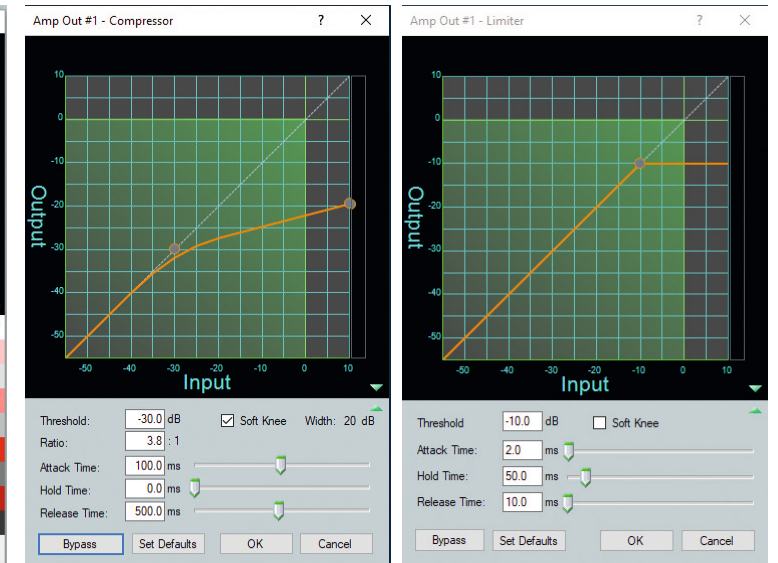 Amp Out #1 - Compressor ? ×
10
0
-10
-20
-30
-40
-50
Output
-50 -40 -30 -20 -10 0 10
Input
Threshold: -30.0 dB Soft Knee Width: 20 dB
Ratio: 3.8 : 1
Attack Time: 100.0 ms
Hold Time: 0.0 ms
Release Time: 500.0 ms
Bypass Set Defaults OK Cancel
Amp Out #1 - Limiter ? ×
10
0
-10
-20
-30
-40
-50
Output
-50 -40 -30 -20 -10 0 10
Input
Threshold -10.0 dB Soft Knee
Attack Time: 2.0 ms
Hold Time: 50.0 ms
Release Time: 10.0 ms
Bypass Set Defaults OK Cancel